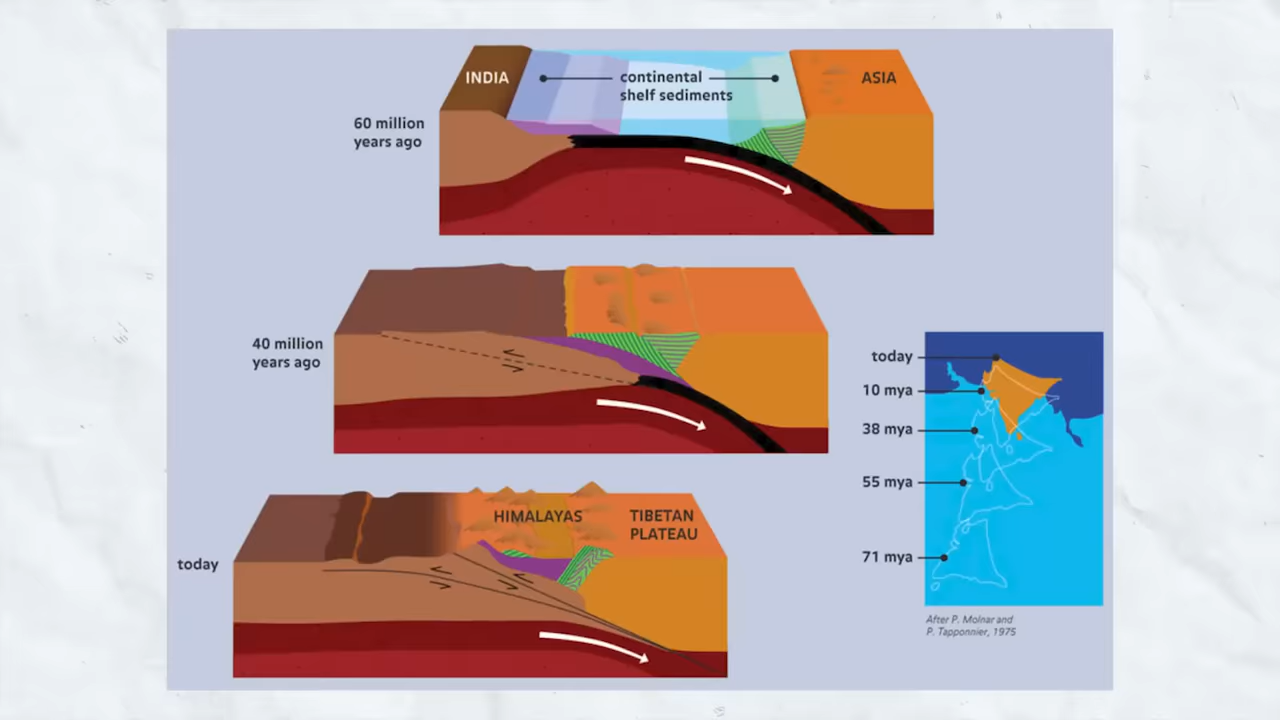 INDIA
continental
shelf sediments
ASIA
60 million
years ago
40 million
years ago
HIMALAYAS
TIBETAN
PLATEAU
today
today
10 mya
38 mya
55 mya
71 mya
After P. Molnar and
P. Tapponnier, 1975